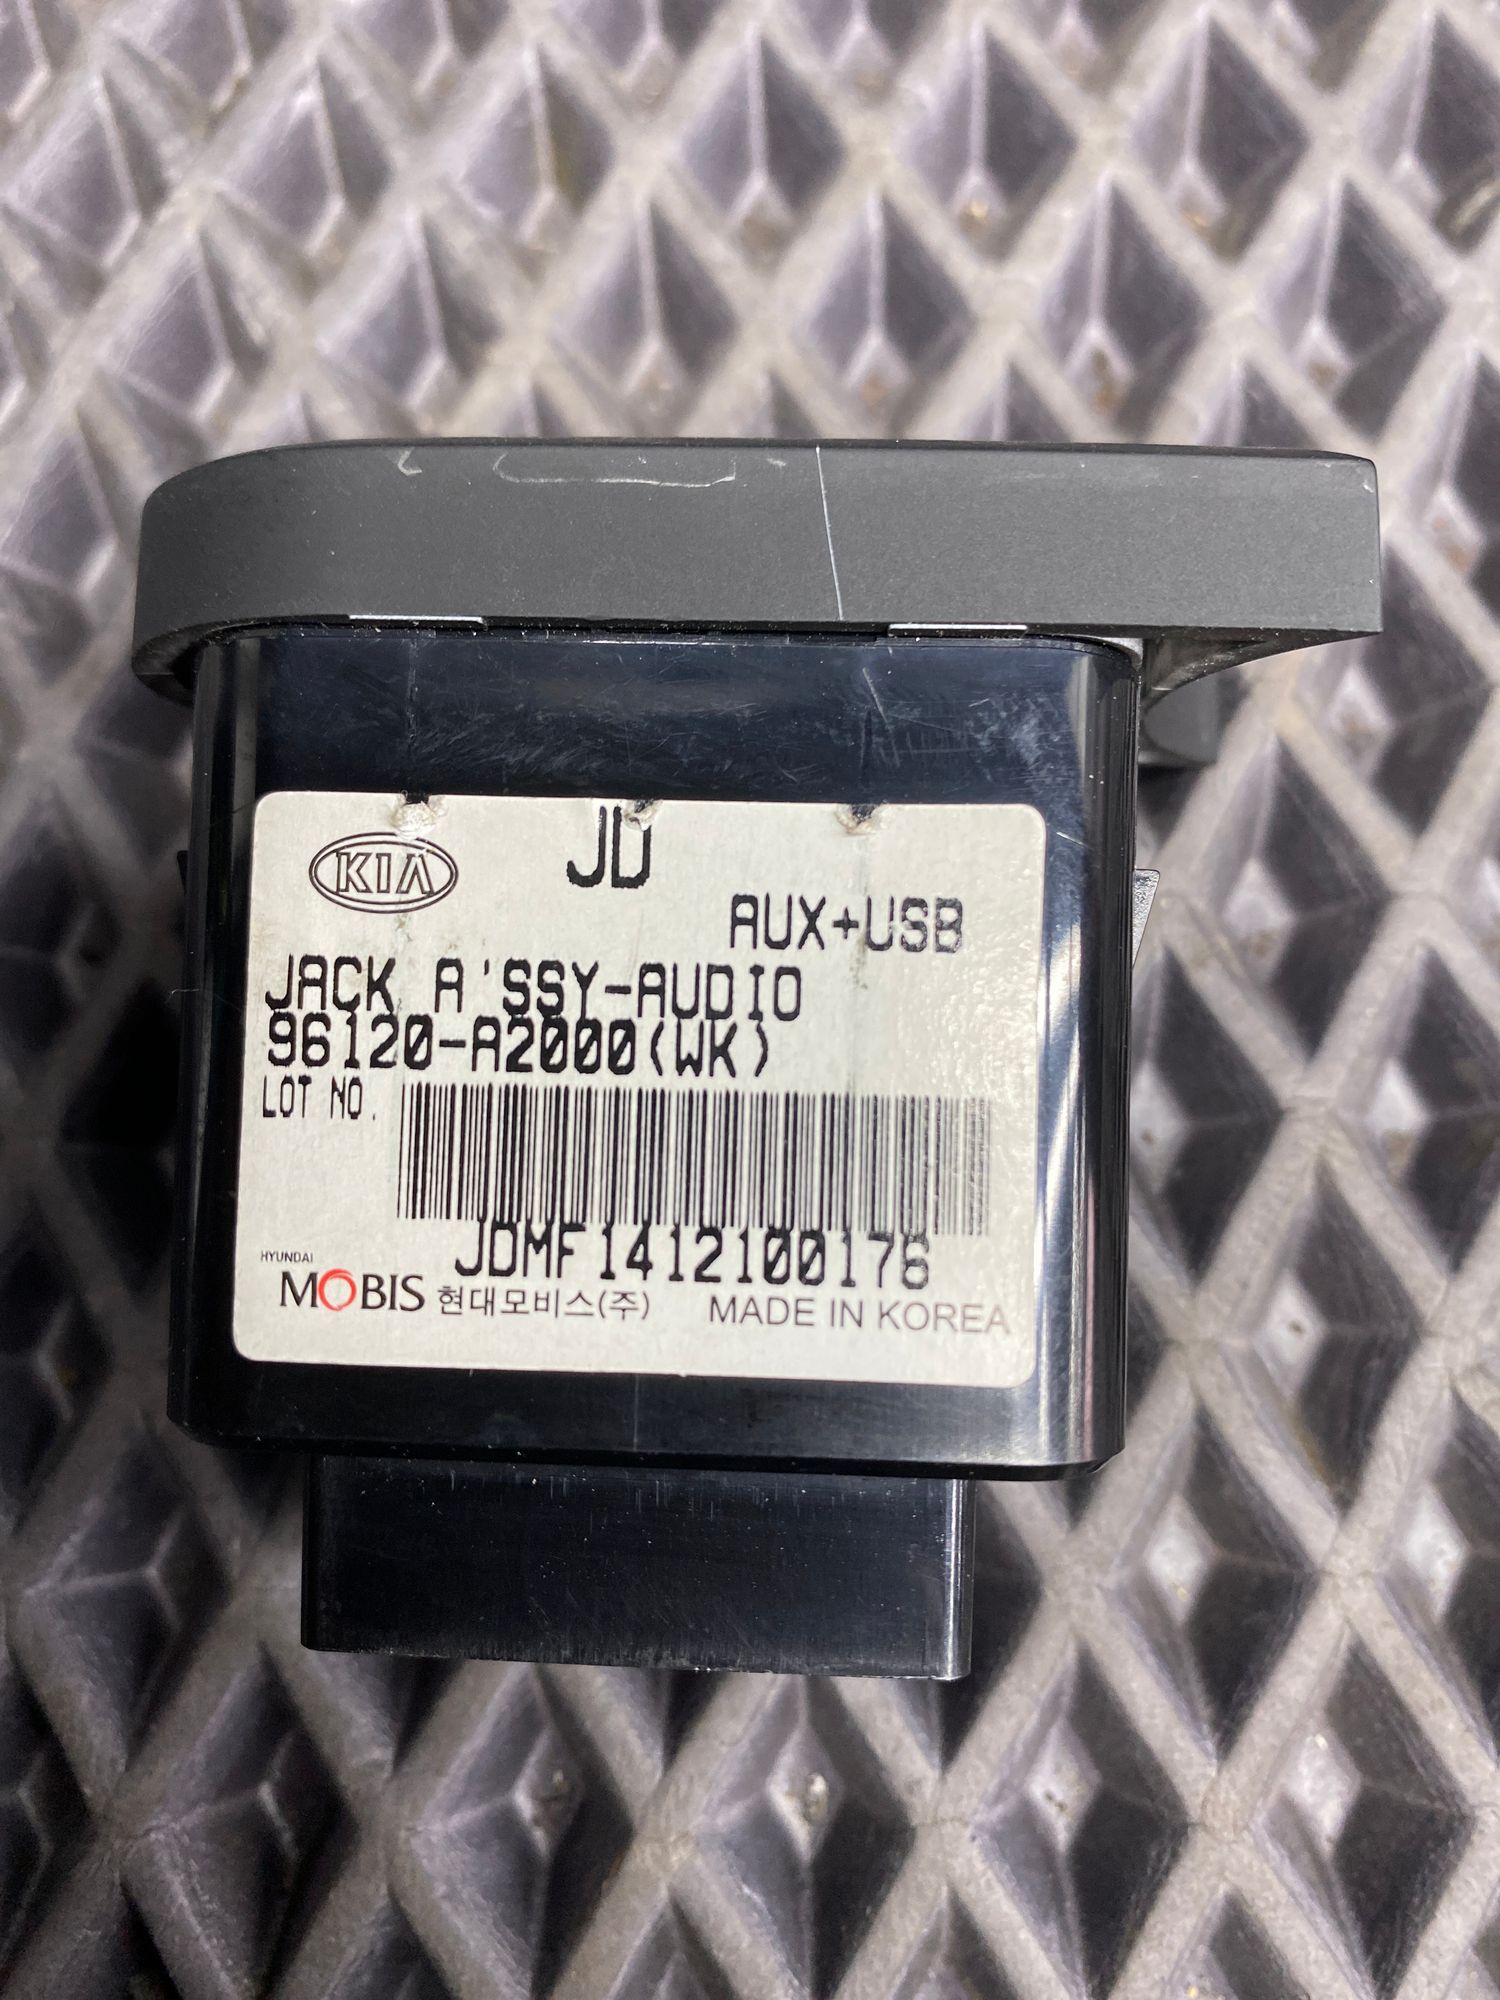 KIA
JD
AUX+USB
JACK A'SSY-AUDIO
96120-A2000(WK)
LOT NO.
JDMF1412100176
HYUNDAI
MOBIS 현대모비스(주) MADE IN KOREA